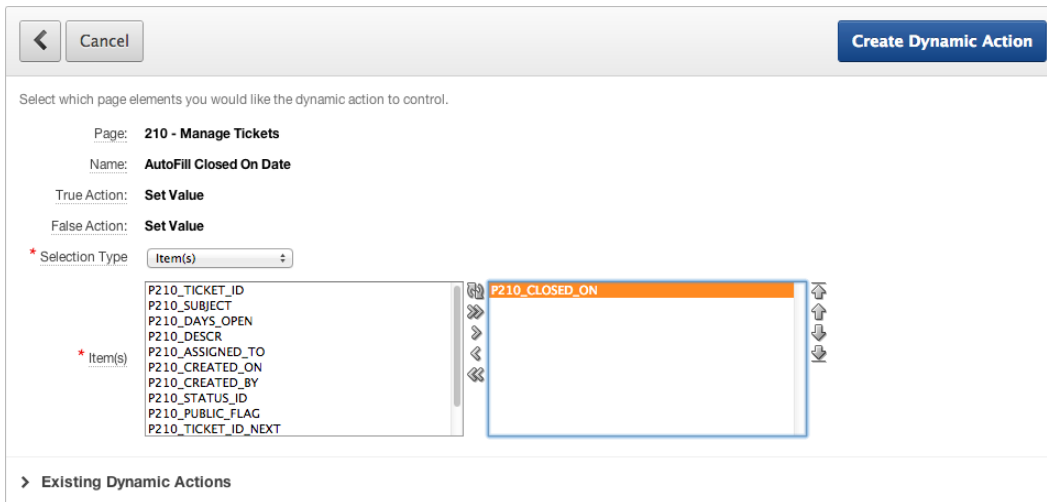 Cancel
Create Dynamic Action
Select which page elements you would like the dynamic action to control.
Page: 210 - Manage Tickets
Name: AutoFill Closed On Date
True Action: Set Value
False Action: Set Value
* Selection Type Item(s)
* Item(s)
P210_TICKET_ID
P210_SUBJECT
P210_DAYS_OPEN
P210_DESCR
P210_ASSIGNED_TO
P210_CREATED_ON
P210_CREATED_BY
P210_STATUS_ID
P210_PUBLIC_FLAG
P210_TICKET_ID_NEXT
P210_CLOSED_ON
Existing Dynamic Actions